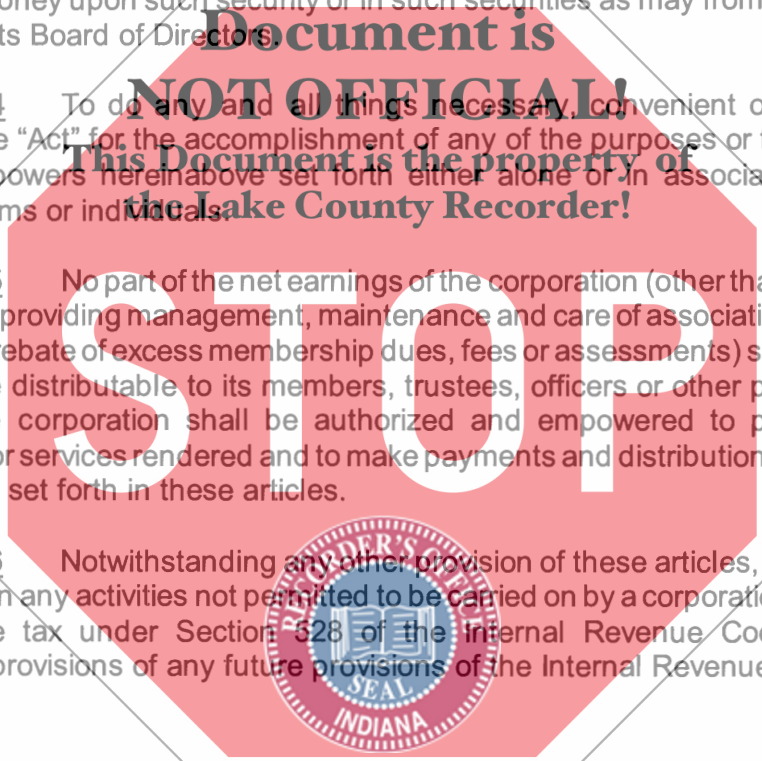 oney upon such security or in such securities as may from
ts Board of Directors.
Document is
NOT OFFICIAL!
To do any and all things necessary, convenient o
e “Act” for the accomplishment of any of the purposes or
This Document is the property of
owers hereinabove set forth either alone or in associa
the Lake County Recorder!
ms or individuals.
No part of the net earnings of the corporation (other tha
providing management, maintenance and care of associati
rebate of excess membership dues, fees or assessments) s
e distributable to its members, trustees, officers or other p
corporation shall be authorized and empowered to p
or services rendered and to make payments and distribution
set forth in these articles.
STOP
Notwithstanding any other provision of these articles,
n any activities not permitted to be carried on by a corporati
e tax under Section 528 of the Internal Revenue Co
provisions of any future provisions of the Internal Revenue
RECORDER'S OFFICE
SEAL
INDIANA